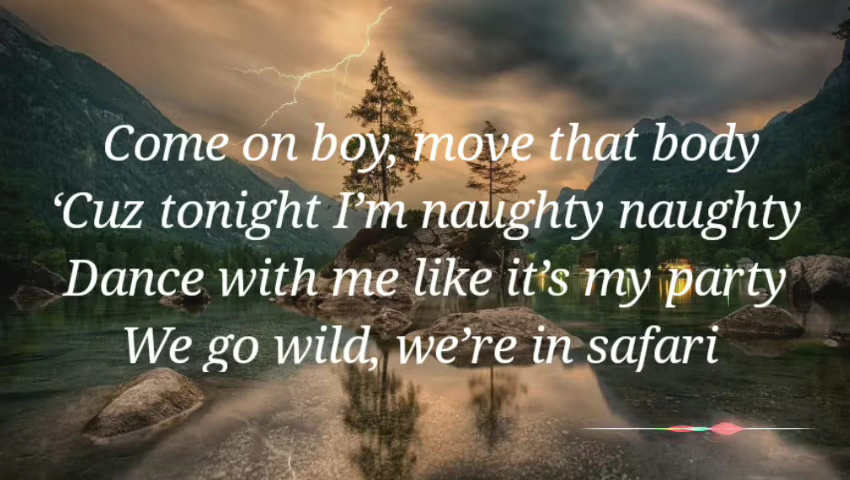 Come on boy, move that body
‘Cuz tonight I’m naughty naughty
Dance with me like it’s my party
We go wild, we’re in safari